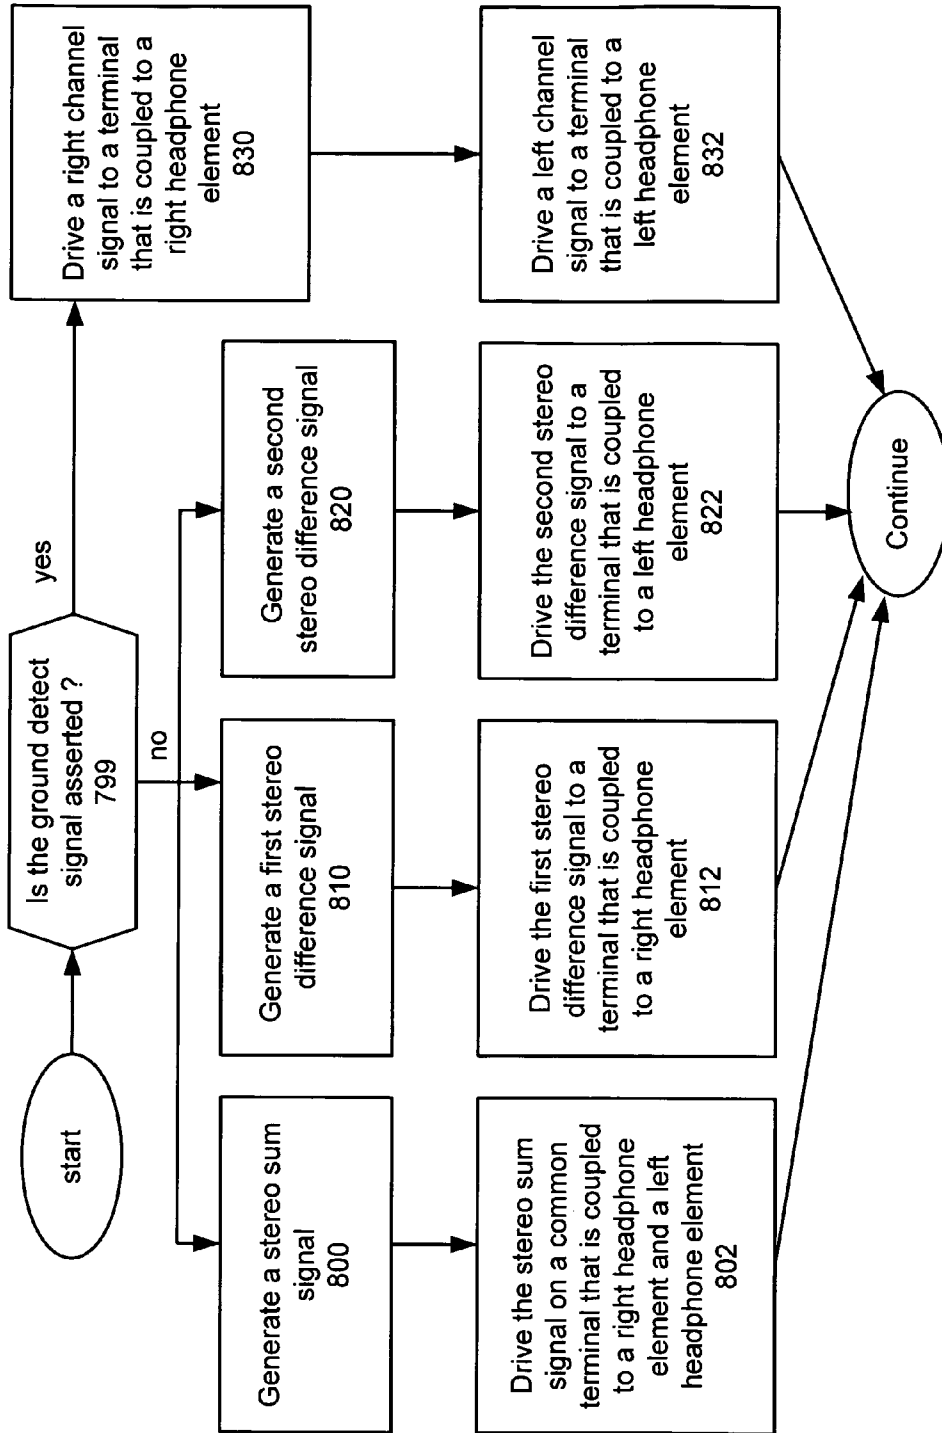 start
Is the ground detect
signal asserted ?
799
yes
no
Generate a stereo sum
signal
800
Generate a first stereo
difference signal
810
Generate a second
stereo difference signal
820
Drive a right channel
signal to a terminal
that is coupled to a
right headphone
element
830
Drive the stereo sum
signal on a common
terminal that is coupled
to a right headphone
element and a left
headphone element
802
Drive the first stereo
difference signal to a
terminal that is coupled
to a right headphone
element
812
Drive the second stereo
difference signal to a
terminal that is coupled
to a left headphone
element
822
Drive a left channel
signal to a terminal
that is coupled to a
left headphone
element
832
Continue